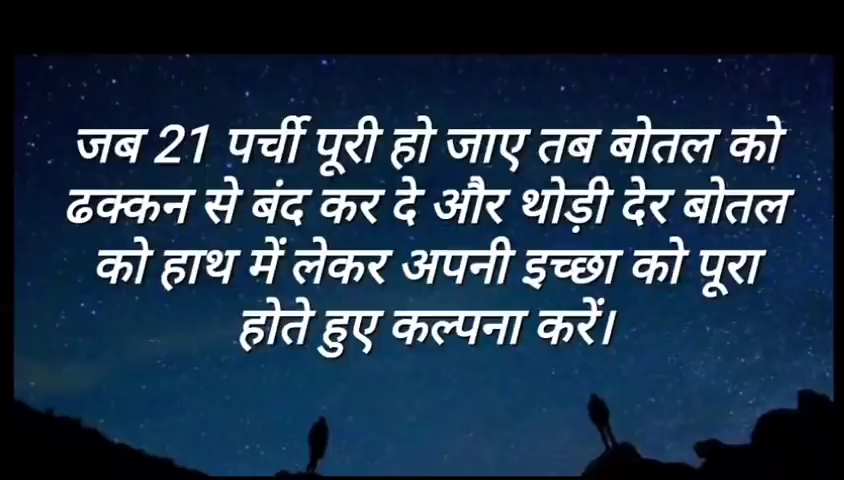 जब 21 पर्ची पूरी हो जाए तब बोतल को
ढक्कन से बंद कर दे और थोड़ी देर बोतल
को हाथ में लेकर अपनी इच्छा को पूरा
होते हुए कल्पना करें।